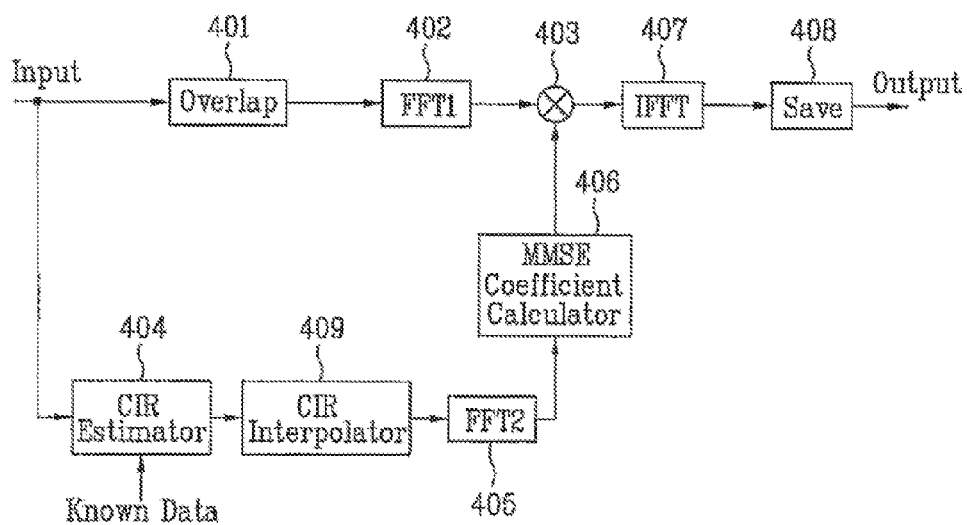 401
402
403
407
408
Input
Output
Overlap
FFT1
IFFT
Save
406
MMSE
Coefficient
Calculator
404
409
CIR
Estimator
CIR
Interpolator
FFT2
405
Known Data